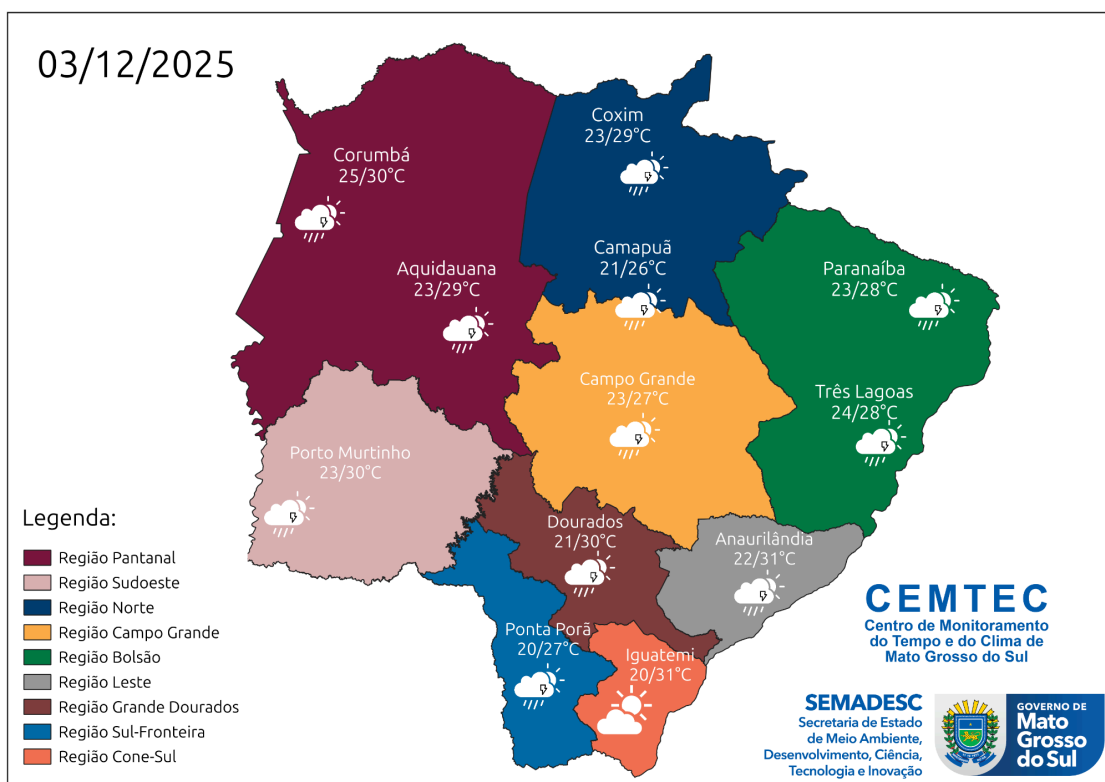 03/12/2025
Coxim
23/29°C
Corumbá
25/30°C
Camapuã
21/26°C
Aquidauana
23/29°C
Paranaíba
23/28°C
Campo Grande
23/27°C
Três Lagoas
24/28°C
Porto Murtinho
23/30°C
Dourados
21/30°C
Anaurilândia
22/31°C
Ponta Porã
20/27°C
Iguatemi
20/31°C
Legenda:
Região Pantanal
Região Sudoeste
Região Norte
Região Campo Grande
Região Bolsão
Região Leste
Região Grande Dourados
Região Sul-Fronteira
Região Cone-Sul
CEMTEC
Centro de Monitoramento
do Tempo e do Clima de
Mato Grosso do Sul
SEMADESC
Secretaria de Estado
de Meio Ambiente,
Desenvolvimento, Ciência,
Tecnologia e Inovação
GOVERNO DE
Mato
Grosso
do Sul